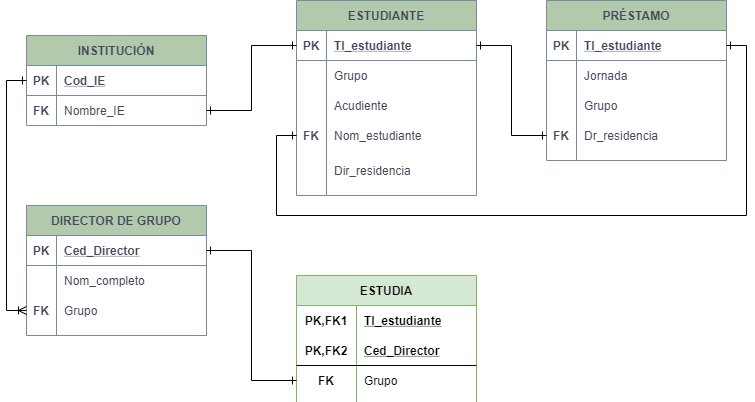 INSTITUCIÓN
PK Cod_IE
FK Nombre_IE
ESTUDIANTE
PK TI_estudiante
Grupo
Acudiente
FK Nom_estudiante
Dir_residencia
PRÉSTAMO
PK TI_estudiante
Jornada
Grupo
FK Dr_residencia
DIRECTOR DE GRUPO
PK Ced_Director
Nom_completo
FK Grupo
ESTUDIA
PK,FK1 TI_estudiante
PK,FK2 Ced_Director
FK Grupo